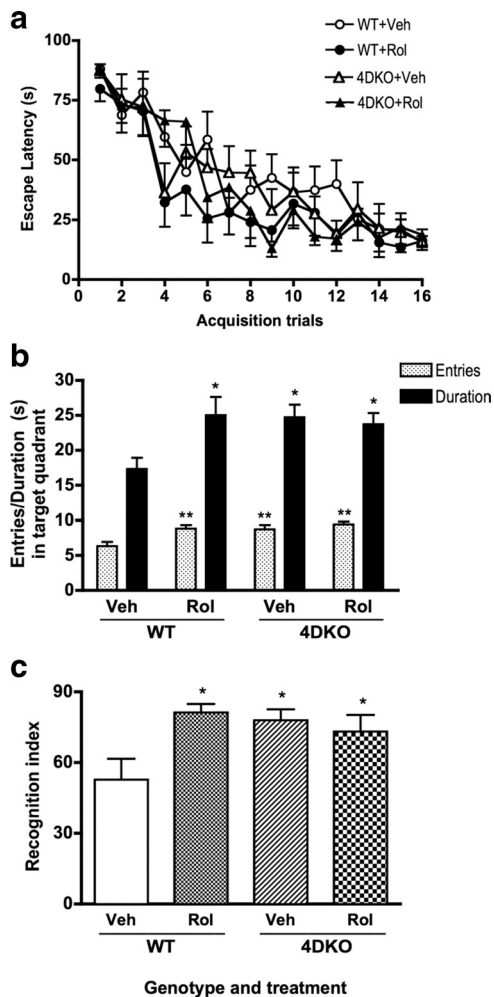 a
WT+Veh
WT+Rol
4DKO+Veh
4DKO+Rol
Escape Latency (s)
100
75
50
25
0
0 2 4 6 8 10 12 14 16
Acquisition trials
b
Entries
Duration
Entries/Duration (s)
in target quadrant
30
25
20
15
10
5
0
* * *
** ** **
Veh Rol Veh Rol
WT 4DKO
c
Recognition index
90
60
30
0
* * *
Veh Rol Veh Rol
WT 4DKO
Genotype and treatment